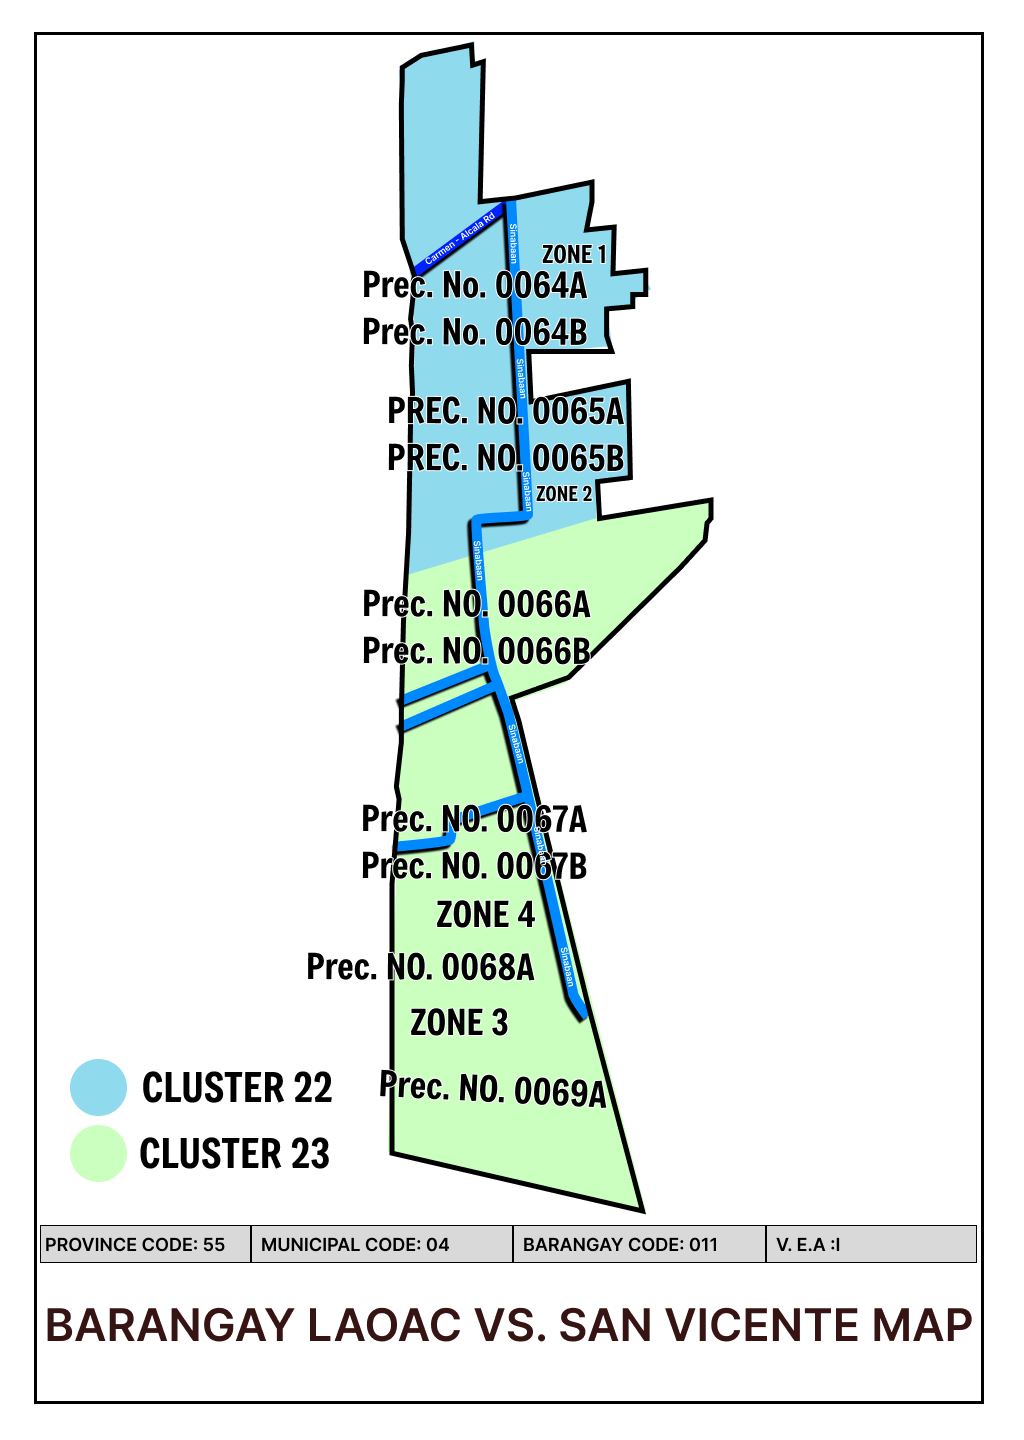 Carmen - Alcala Rd
Sinabaan
ZONE 1
Prec. No. 0064A
Prec. No. 0064B
Sinabaan
PREC. NO. 0065A
PREC. NO. 0065B
Sinabaan
ZONE 2
Sinabaan
Prec. NO. 0066A
Prec. NO. 0066B
Sinabaan
Prec. NO. 0067A
Sinabaan
Prec. NO. 0067B
ZONE 4
Sinabaan
Prec. NO. 0068A
ZONE 3
Prec. NO. 0069A
CLUSTER 22
CLUSTER 23
PROVINCE CODE: 55
MUNICIPAL CODE: 04
BARANGAY CODE: 011
V. E.A :I
BARANGAY LAOAC VS. SAN VICENTE MAP